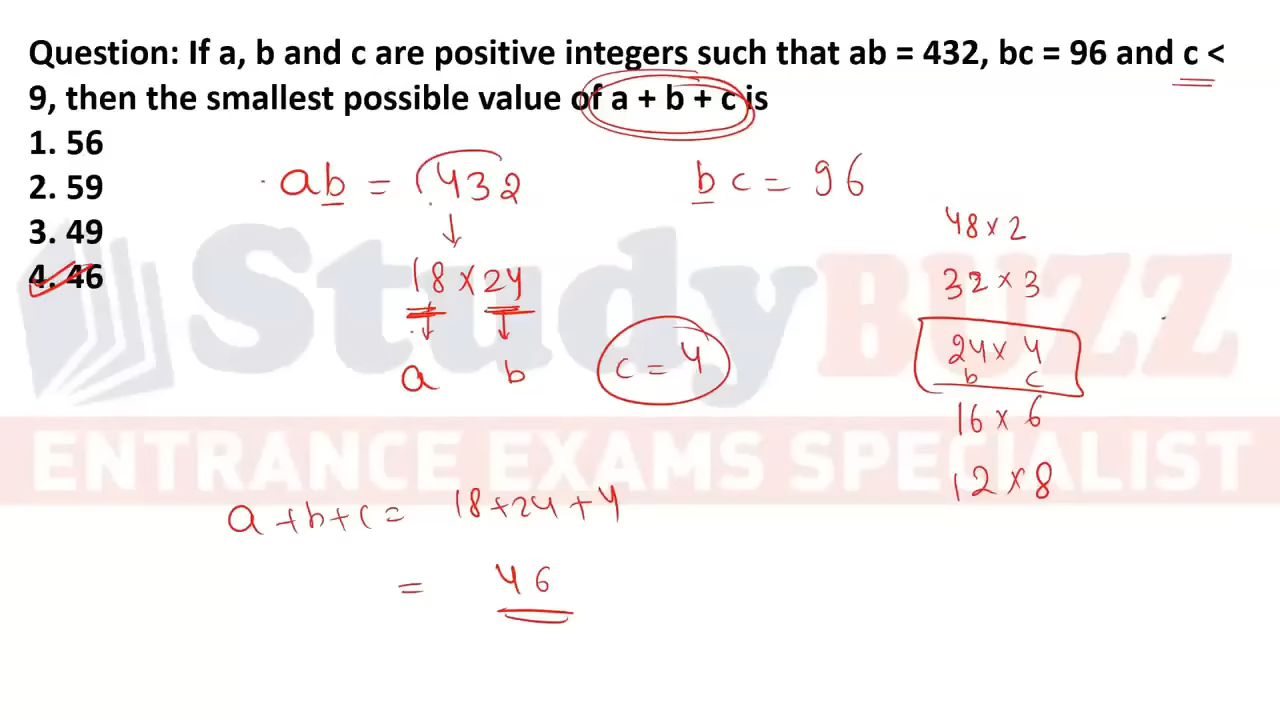 Question: If a, b and c are positive integers such that ab = 432, bc = 96 and c <
9, then the smallest possible value of a + b + c is
1. 56
2. 59
3. 49
4. 46
ab = 432
bc = 96
48 x 2
18 x 24
32 x 3
a b
c = 4
24 x 4
b c
16 x 6
12 x 8
a + b + c = 18 + 24 + 4
= 46
StudyBUZZ
ENTRANCE EXAMS SPECIALIST